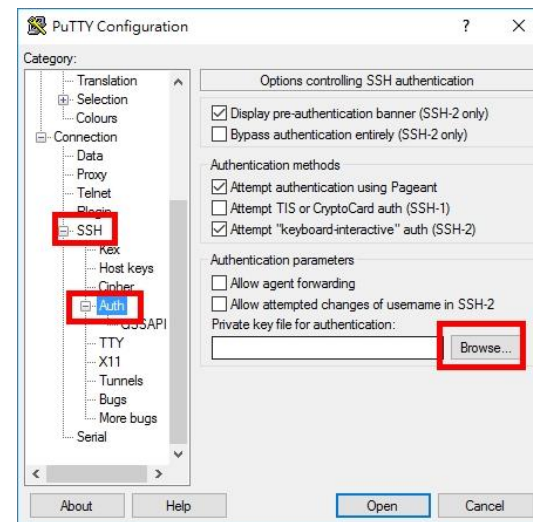 PuTTY Configuration
Category:
Translation
Selection
Colours
Connection
Data
Proxy
Telnet
Rlogin
SSH
Kex
Host keys
Cipher
Auth
GSSAPI
TTY
X11
Tunnels
Bugs
More bugs
Serial
Options controlling SSH authentication
Display pre-authentication banner (SSH-2 only)
Bypass authentication entirely (SSH-2 only)
Authentication methods
Attempt authentication using Pageant
Attempt TIS or CryptoCard auth (SSH-1)
Attempt "keyboard-interactive" auth (SSH-2)
Authentication parameters
Allow agent forwarding
Allow attempted changes of username in SSH-2
Private key file for authentication:
Browse...
About
Help
Open
Cancel